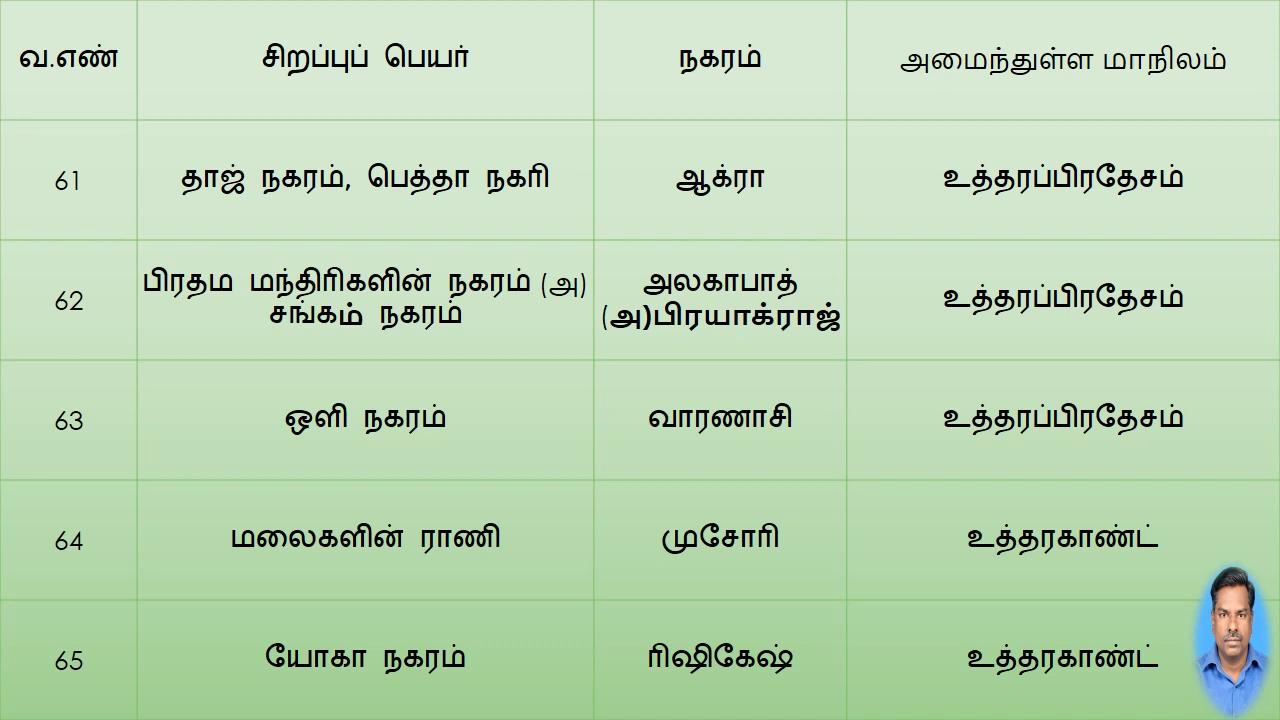 வ.எண் சிறப்புப் பெயர் நகரம் அமைந்துள்ள மாநிலம்
61 தாஜ் நகரம், பெத்தா நகரி ஆக்ரா உத்தரப்பிரதேசம்
62 பிரதம மந்திரிகளின் நகரம் (அ) சங்கம் நகரம் அலகாபாத் (அ)பிரயாக்ராஜ் உத்தரப்பிரதேசம்
63 ஒளி நகரம் வாரணாசி உத்தரப்பிரதேசம்
64 மலைகளின் ராணி முசோரி உத்தரகாண்ட்
65 யோகா நகரம் ரிஷிகேஷ் உத்தரகாண்ட்